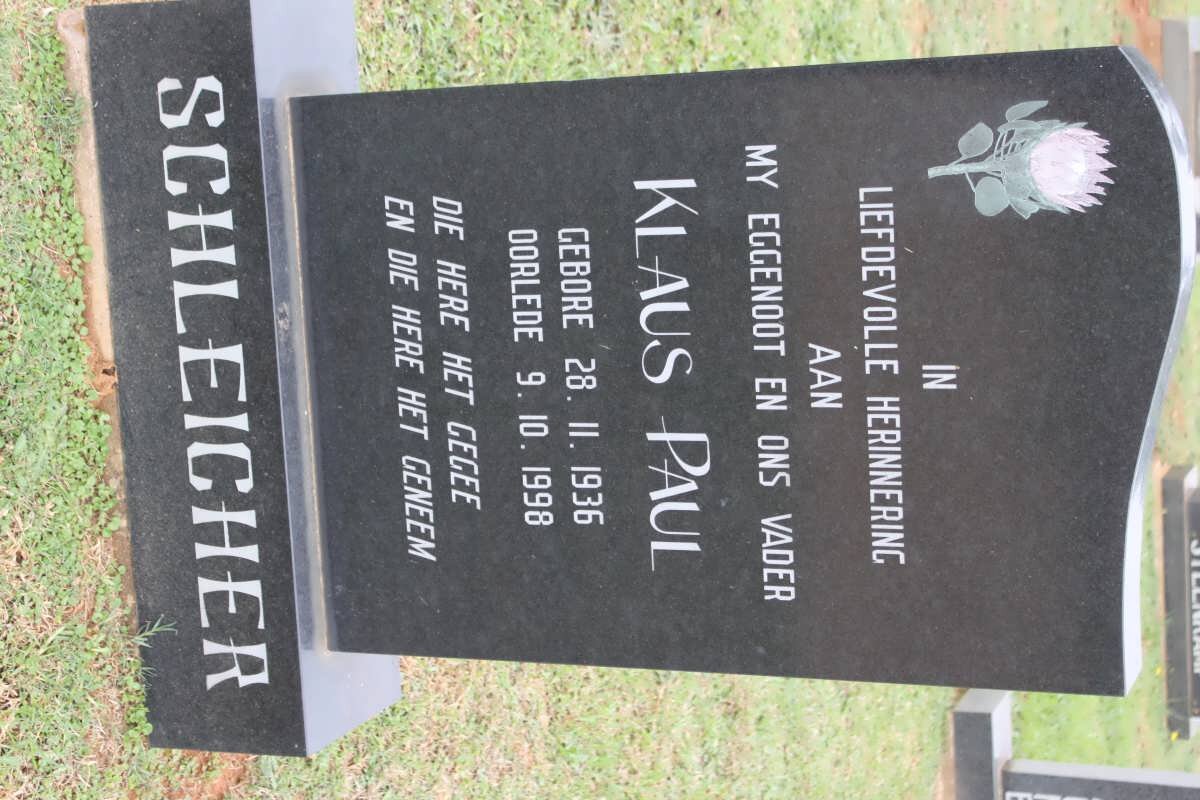 IN
LIEFDEVOLLE HERINNERING
AAN
MY EGGENOOT EN ONS VADER
KLAUS PAUL
GEBORE 28. 11. 1936
OORLEDE 9. 10. 1998
DIE HERE HET GEGEE
EN DIE HERE HET GENEEM
SCHLEICHER